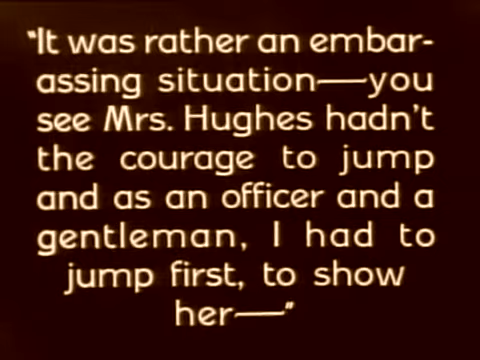 "It was rather an embar-
assing situation—you
see Mrs. Hughes hadn't
the courage to jump
and as an officer and a
gentleman, I had to
jump first, to show
her—"